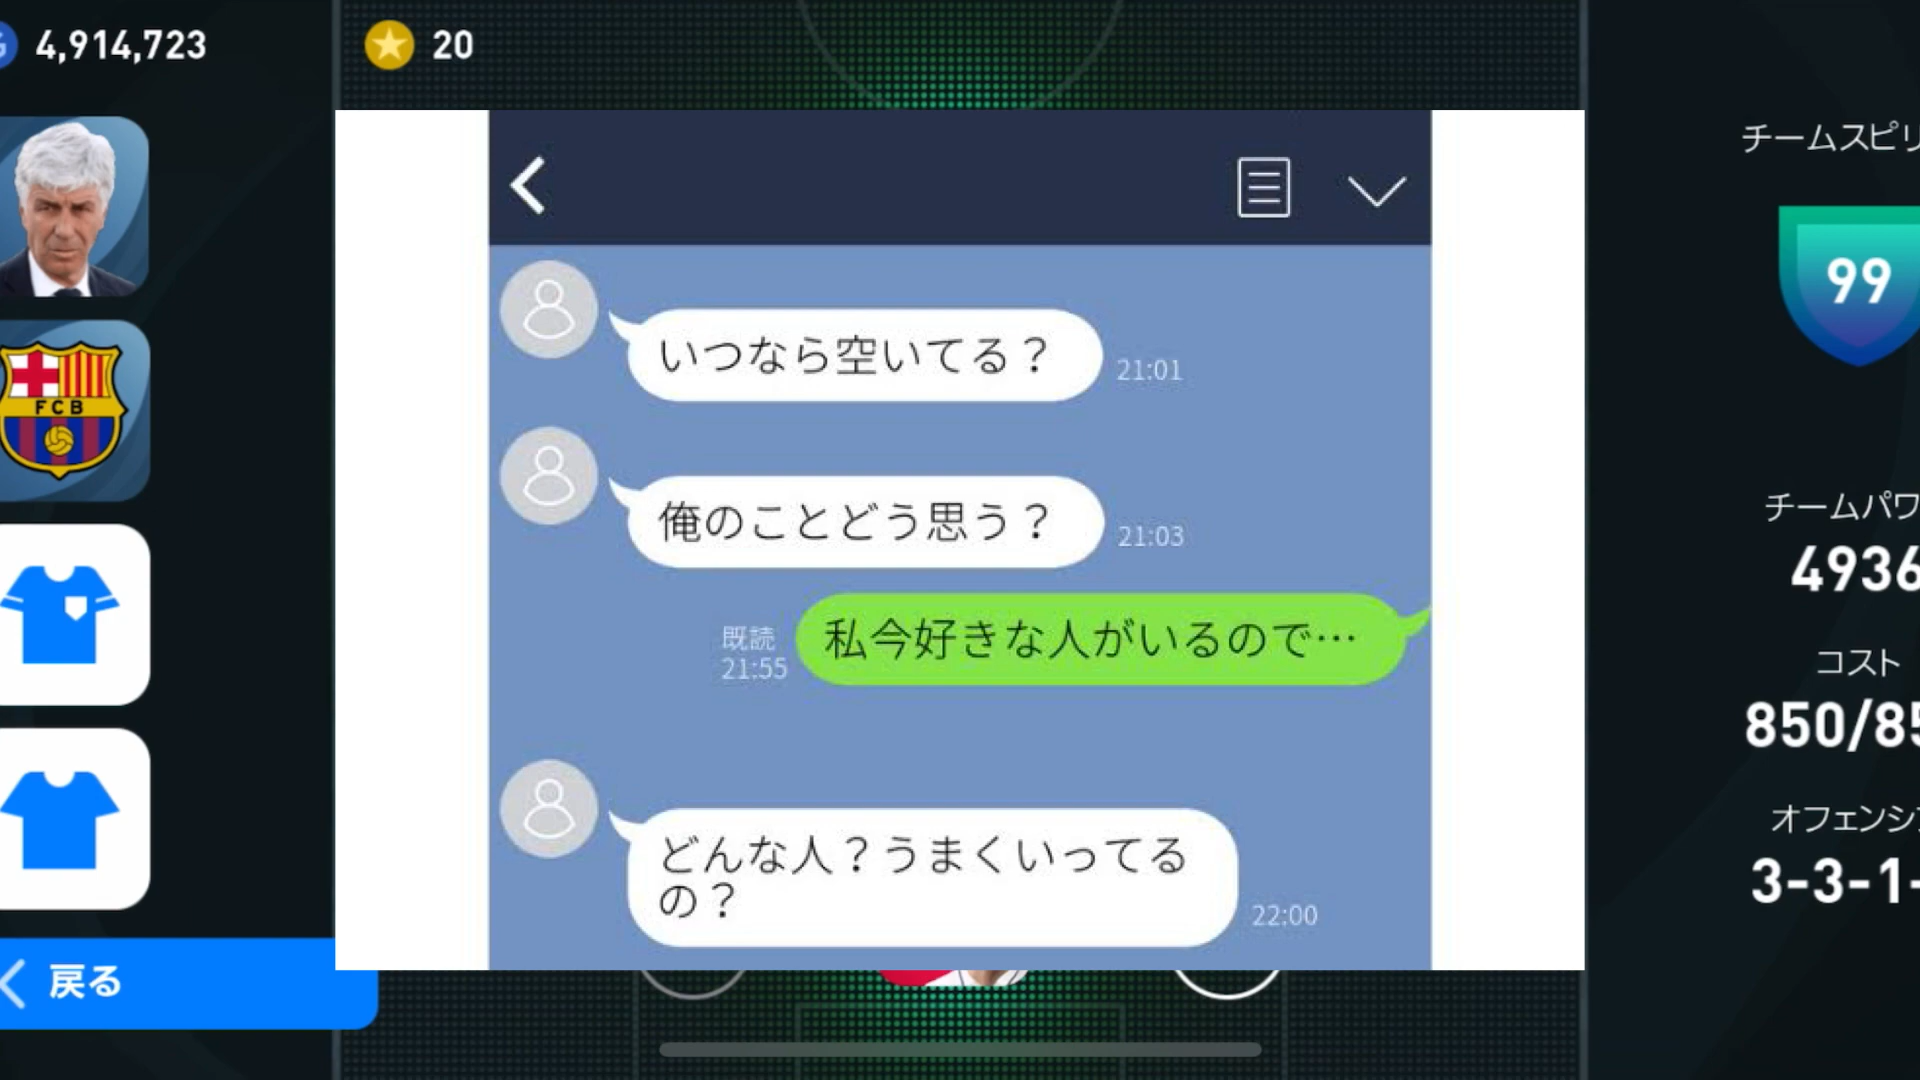 4,914,723
20
いつなら空いてる？
21:01
俺のことどう思う？
21:03
私今好きな人がいるので…
既読
21:55
どんな人？うまくいってる
の？
22:00
FCB
戻る
チームスピリ
99
チームパワ
4936
コスト
850/85
オフェンシブ
3-3-1-